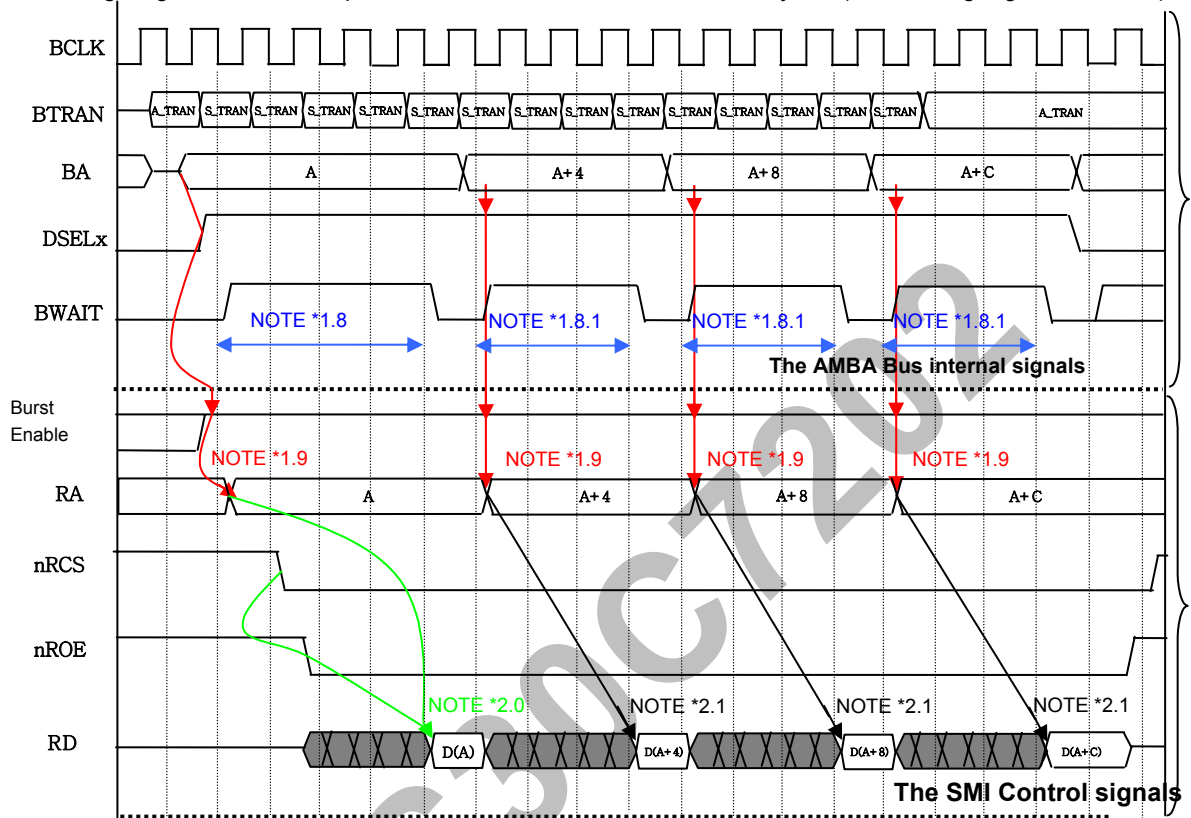 BCLK
BTRAN A_TRAN S_TRAN S_TRAN S_TRAN S_TRAN S_TRAN S_TRAN S_TRAN S_TRAN S_TRAN S_TRAN S_TRAN S_TRAN S_TRAN S_TRAN A_TRAN
BA A A+4 A+8 A+C
DSELx
BWAIT
NOTE *1.8 NOTE *1.8.1 NOTE *1.8.1 NOTE *1.8.1
The AMBA Bus internal signals
Burst
Enable
NOTE *1.9 NOTE *1.9 NOTE *1.9 NOTE *1.9
RA A A+4 A+8 A+C
nRCS
nROE
NOTE *2.0 NOTE *2.1 NOTE *2.1 NOTE *2.1
RD D(A) D(A+4) D(A+8) D(A+C)
The SMI Control signals
30C7202